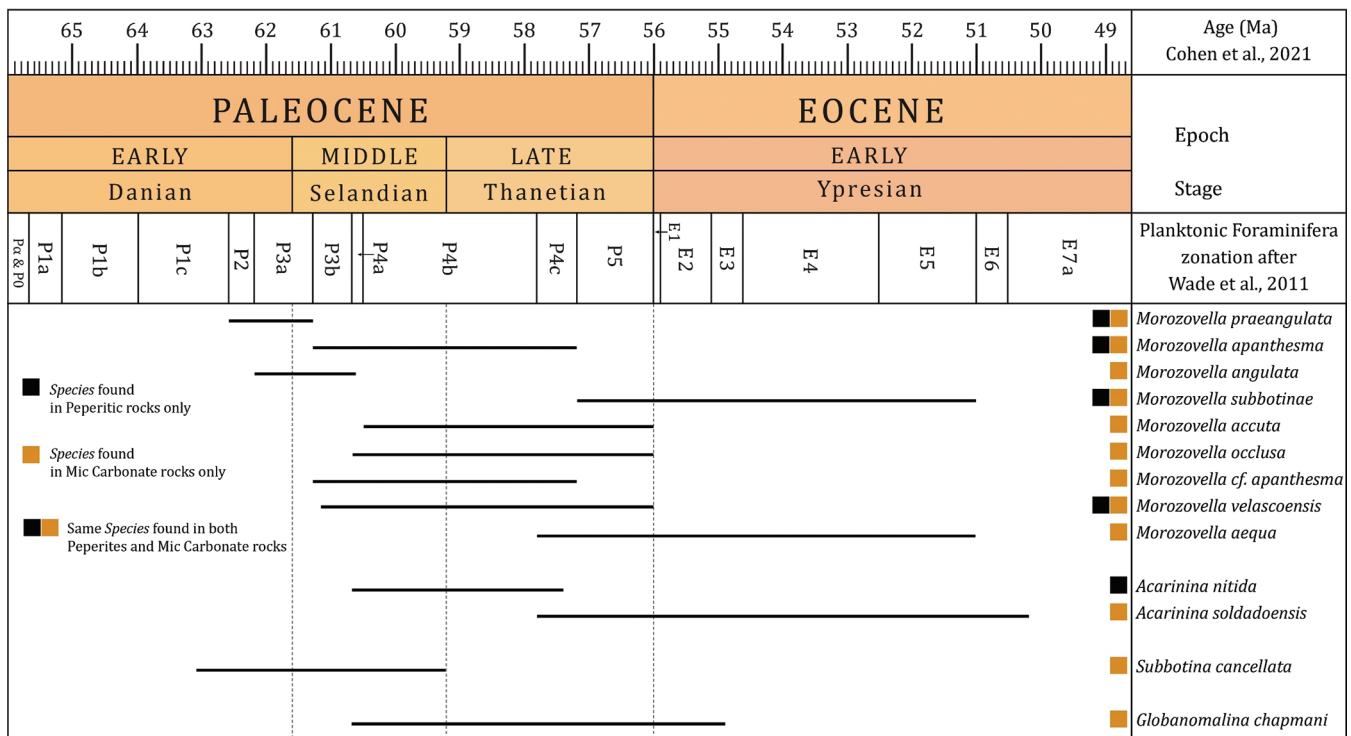 65 64 63 62 61 60 59 58 57 56 55 54 53 52 51 50 49
Age (Ma)
Cohen et al., 2021
PALEOCENE EOCENE
Epoch
EARLY MIDDLE LATE EARLY
Danian Selandian Thanetian Ypresian
Stage
Pα & P0 P1a P1b P1c P2 P3a P3b P4a P4b P4c P5 E1 E2 E3 E4 E5 E6 E7a
Planktonic Foraminifera
zonation after
Wade et al., 2011
Morozovella praeangulata
Morozovella apanthesma
Morozovella angulata
Morozovella subbotinae
Morozovella accuta
Morozovella occlusa
Morozovella cf. apanthesma
Morozovella velascoensis
Morozovella aequa
Acarinina nitida
Acarinina soldadoensis
Subbotina cancellata
Globanomalina chapmani
Species found
in Peperitic rocks only
Species found
in Mic Carbonate rocks only
Same Species found in both
Peperites and Mic Carbonate rocks